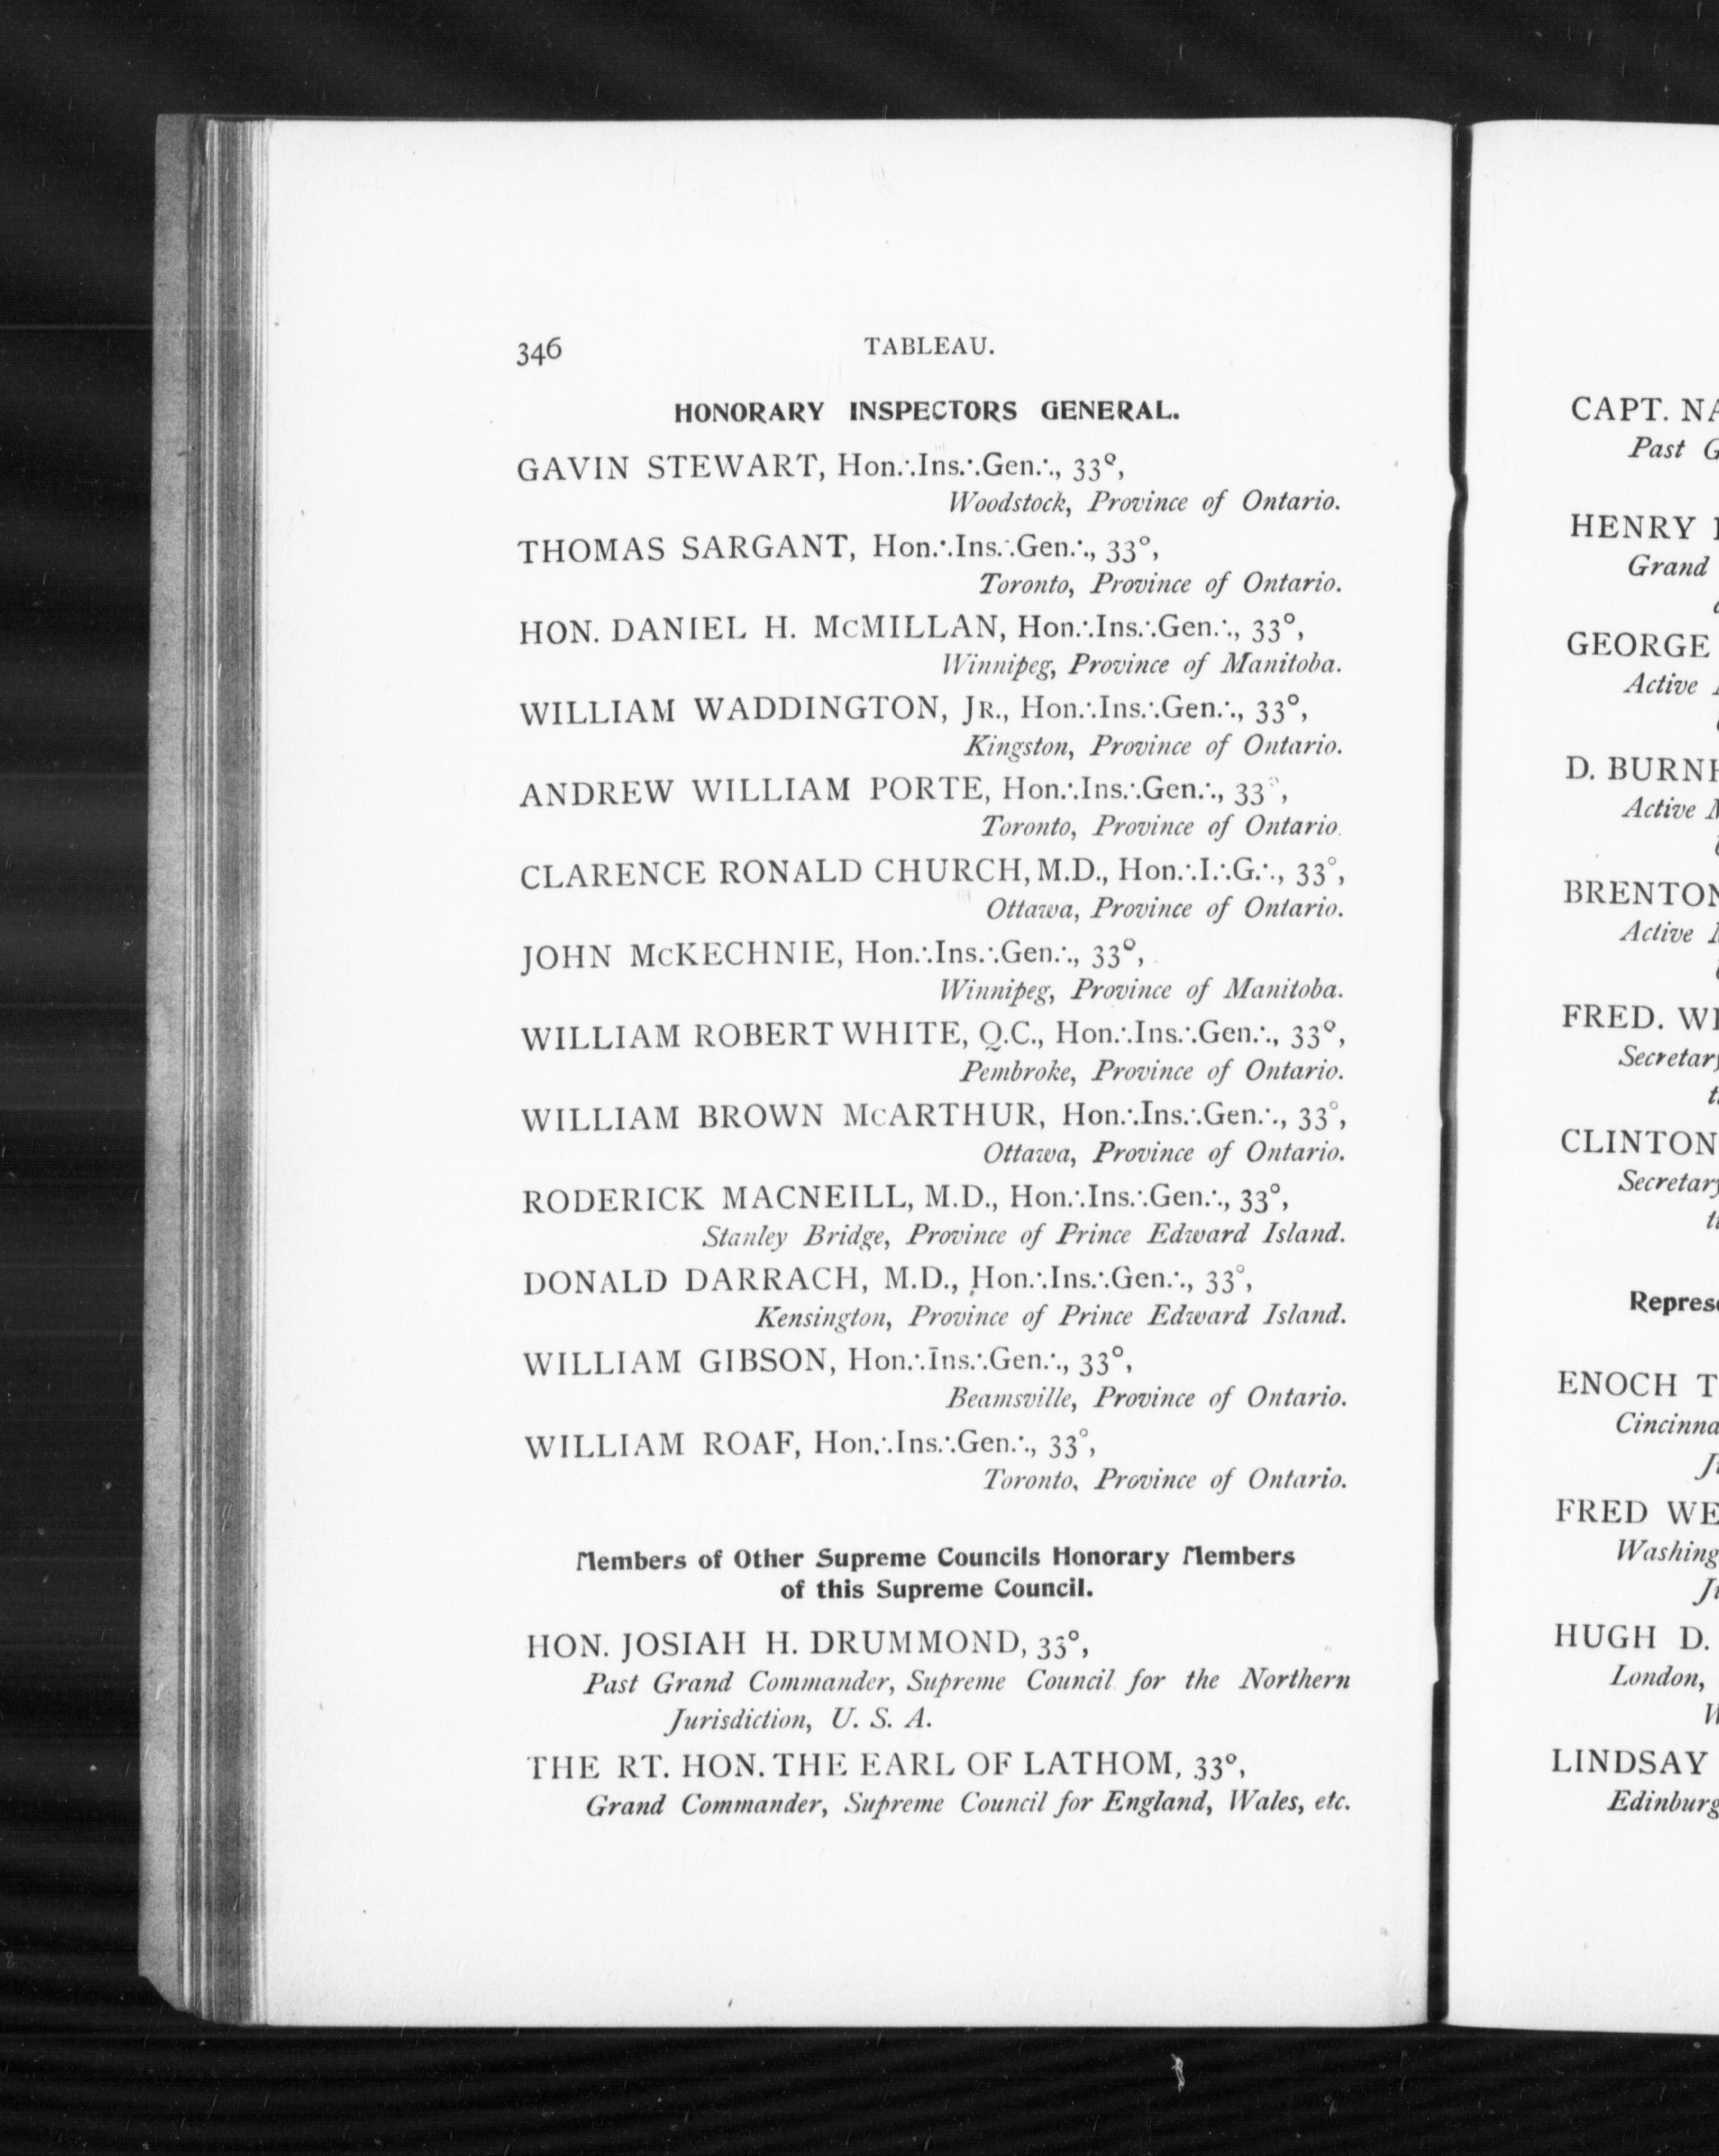 346 TABLEAU.
HONORARY INSPECTORS GENERAL.
GAVIN STEWART, Hon.·.Ins.·.Gen.·., 33°,
Woodstock, Province of Ontario.
THOMAS SARGANT, Hon.·.Ins.·.Gen.·., 33°,
Toronto, Province of Ontario.
HON. DANIEL H. McMILLAN, Hon.·.Ins.·.Gen.·., 33°,
Winnipeg, Province of Manitoba.
WILLIAM WADDINGTON, JR., Hon.·.Ins.·.Gen.·., 33°,
Kingston, Province of Ontario.
ANDREW WILLIAM PORTE, Hon.·.Ins.·.Gen.·., 33°,
Toronto, Province of Ontario.
CLARENCE RONALD CHURCH, M.D., Hon.·.I.·.G.·., 33°,
Ottawa, Province of Ontario.
JOHN McKECHNIE, Hon.·.Ins.·.Gen.·., 33°,
Winnipeg, Province of Manitoba.
WILLIAM ROBERT WHITE, Q.C., Hon.·.Ins.·.Gen.·., 33°,
Pembroke, Province of Ontario.
WILLIAM BROWN McARTHUR, Hon.·.Ins.·.Gen.·., 33°,
Ottawa, Province of Ontario.
RODERICK MACNEILL, M.D., Hon.·.Ins.·.Gen.·., 33°,
Stanley Bridge, Province of Prince Edward Island.
DONALD DARRACH, M.D., Hon.·.Ins.·.Gen.·., 33°,
Kensington, Province of Prince Edward Island.
WILLIAM GIBSON, Hon.·.Ins.·.Gen.·., 33°,
Beamsville, Province of Ontario.
WILLIAM ROAF, Hon.·.Ins.·.Gen.·., 33°,
Toronto, Province of Ontario.
Members of Other Supreme Councils Honorary Members
of this Supreme Council.
HON. JOSIAH H. DRUMMOND, 33°,
Past Grand Commander, Supreme Council for the Northern
Jurisdiction, U. S. A.
THE RT. HON. THE EARL OF LATHOM, 33°,
Grand Commander, Supreme Council for England, Wales, etc.
CAPT.
Past
HENRY
Grand
GEORGE
Active
D.
Active
Active
FRED.
CLINTON
ENOCH
FRED
HUGH D.
London,
LINDSAY